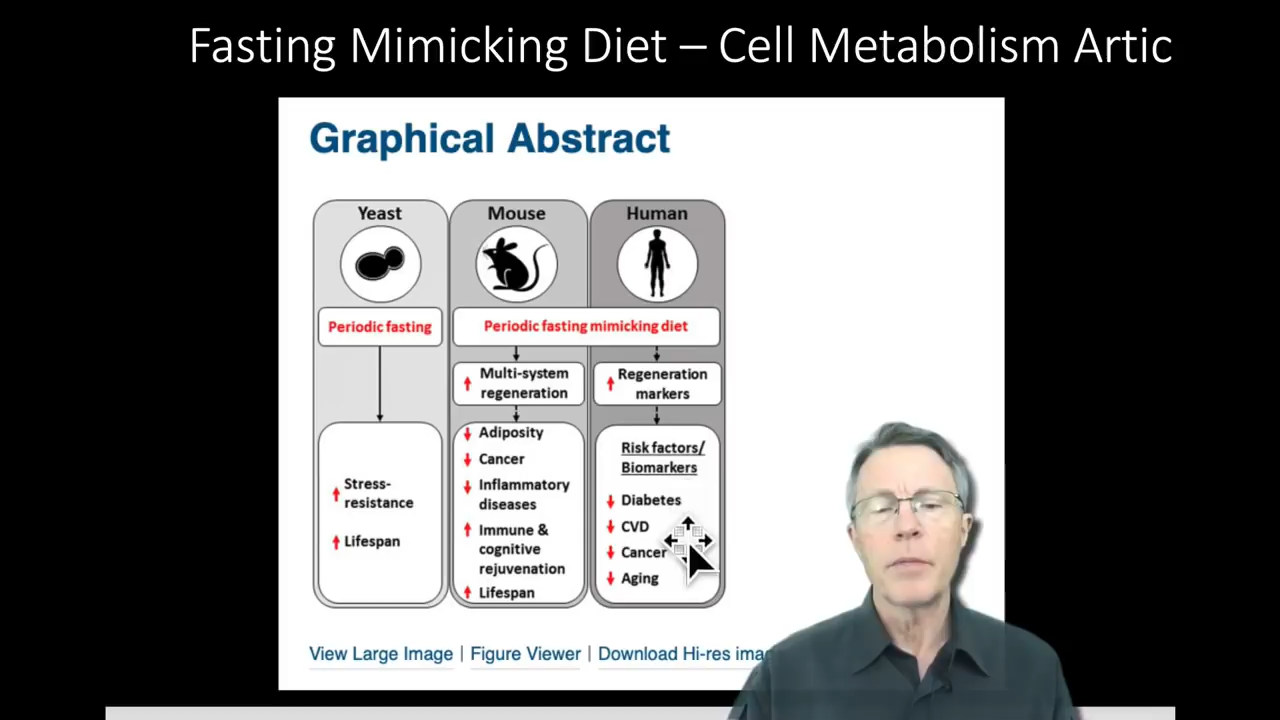 Fasting Mimicking Diet – Cell Metabolism Artic
Graphical Abstract
Yeast
Mouse
Human
Periodic fasting
Periodic fasting mimicking diet
Multi-system
regeneration
Regeneration
markers
Stress-
resistance
Lifespan
Adiposity
Cancer
Inflammatory
diseases
Immune &
cognitive
rejuvenation
Lifespan
Risk factors/
Biomarkers
Diabetes
CVD
Cancer
Aging
View Large Image | Figure Viewer | Download Hi-res imag